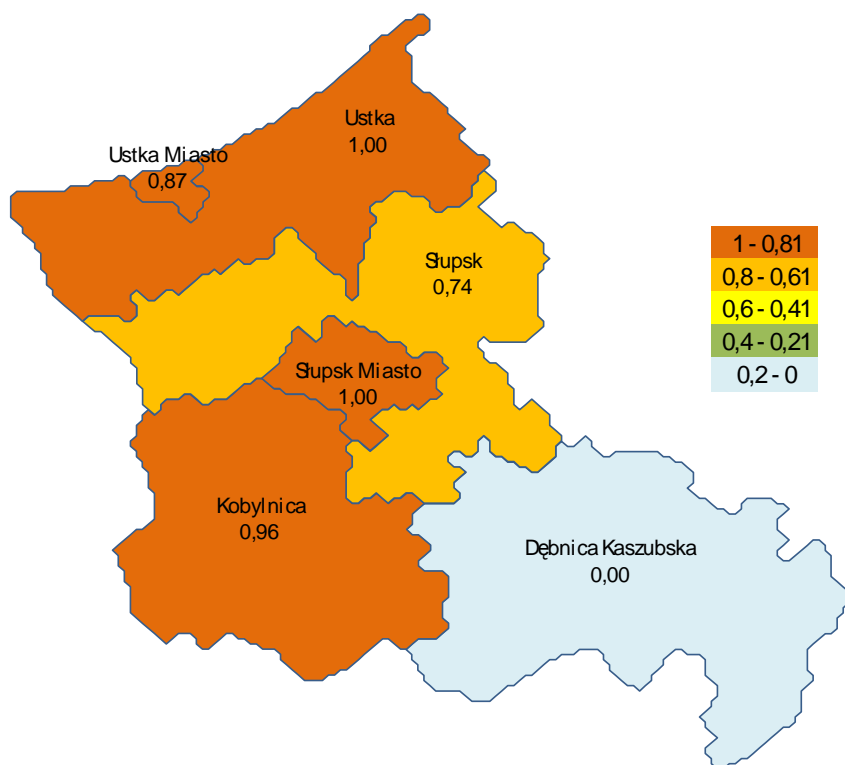 Ustka
1,00
Ustka Miasto
0,87
Słupsk
0,74
Słupsk Miasto
1,00
Kobylnica
0,96
Dębnica Kaszubska
0,00
1 - 0,81
0,8 - 0,61
0,6 - 0,41
0,4 - 0,21
0,2 - 0